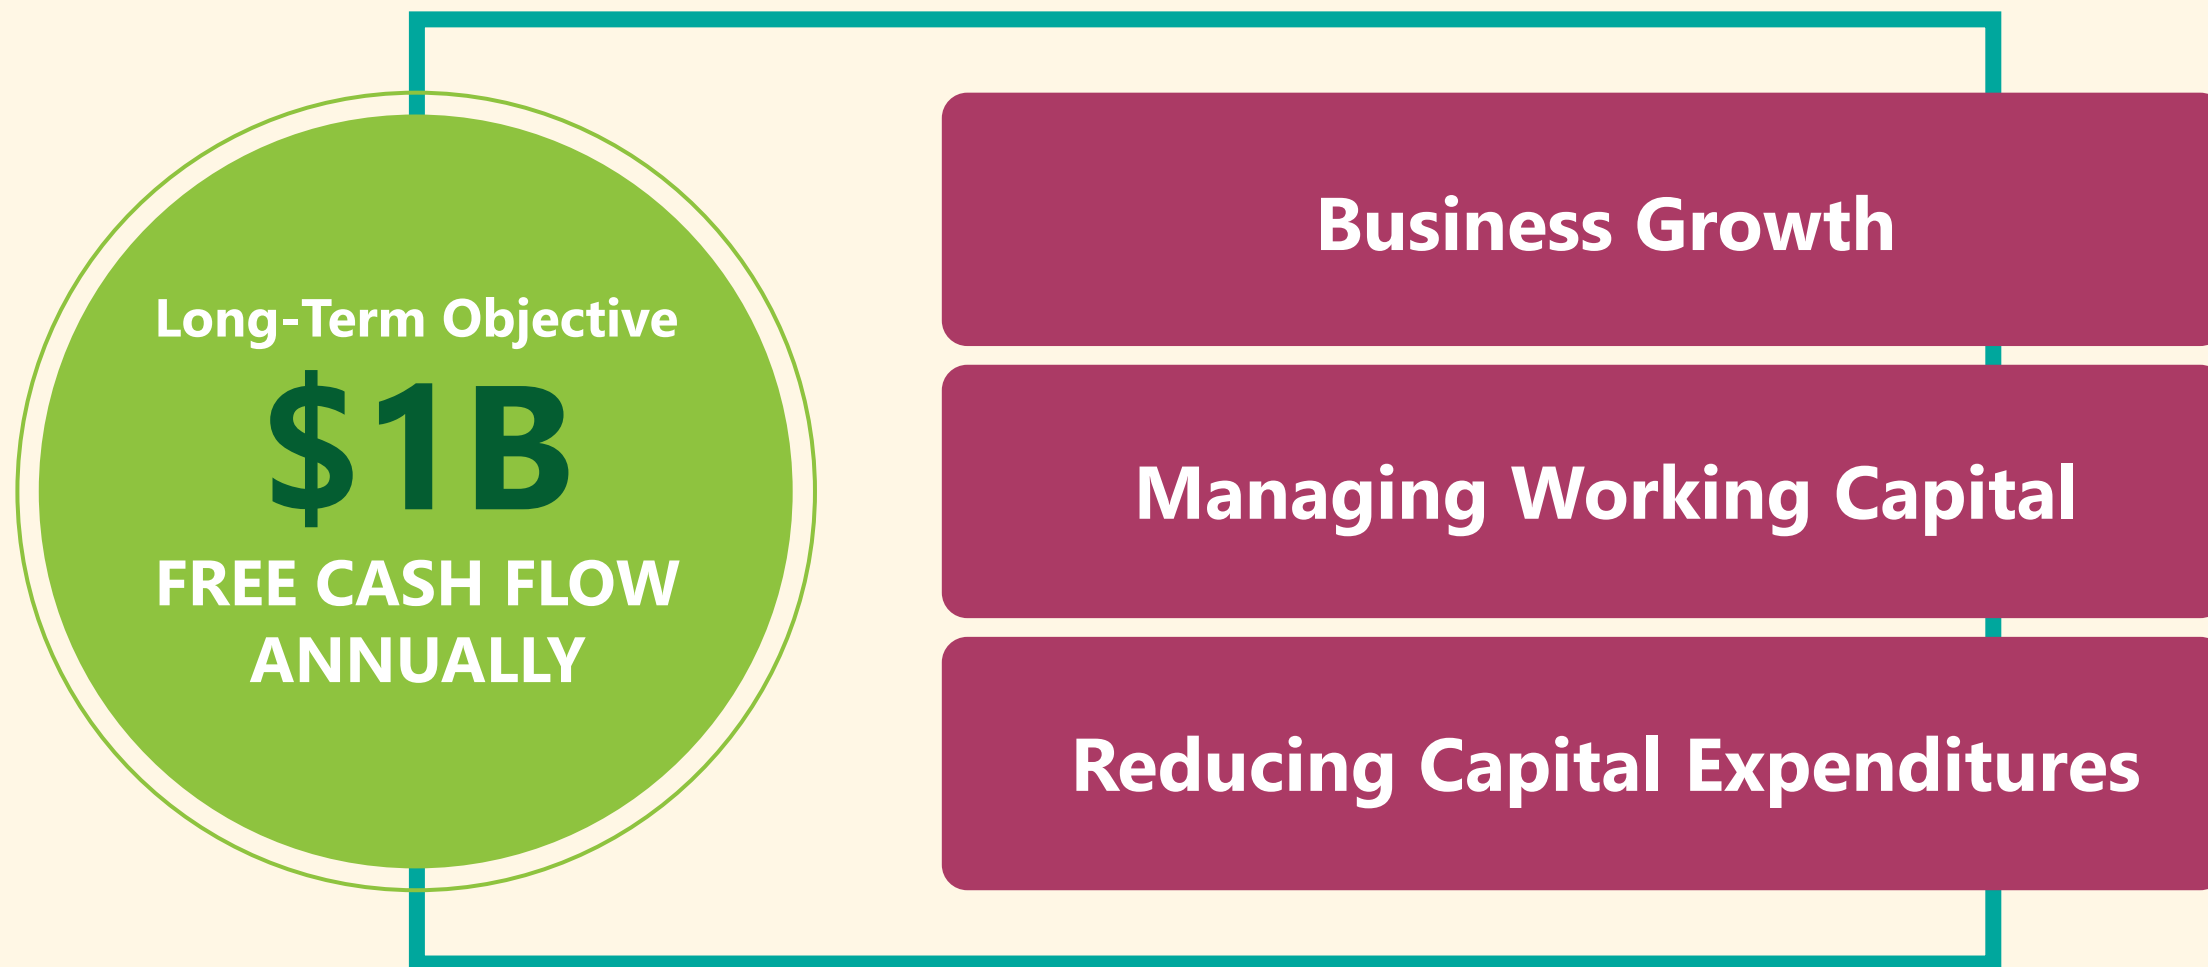 Long-Term Objective
$1B
FREE CASH FLOW
ANNUALLY
Business Growth
Managing Working Capital
Reducing Capital Expenditures